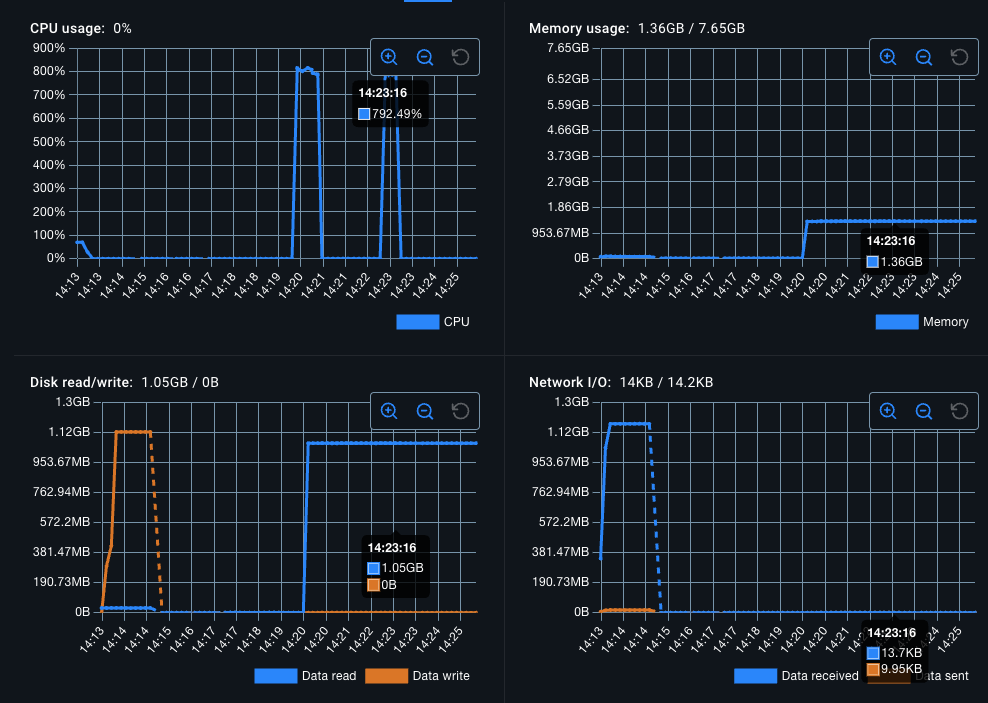 CPU usage: 0%
900%
800%
700%
600%
500%
400%
300%
200%
100%
0%
14:23:16
792.49%
14:13
14:13
14:14
14:15
14:16
14:16
14:17
14:18
14:18
14:19
14:20
14:21
14:21
14:22
14:23
14:23
14:24
14:25
CPU
Memory usage: 1.36GB / 7.65GB
7.65GB
6.52GB
5.59GB
4.66GB
3.73GB
2.79GB
1.86GB
953.67MB
0B
14:23:16
1.36GB
14:13
14:14
14:14
14:15
14:16
14:17
14:17
14:18
14:19
14:20
14:20
14:21
14:24
14:25
Memory
Disk read/write: 1.05GB / 0B
1.3GB
1.12GB
953.67MB
762.94MB
572.2MB
381.47MB
190.73MB
0B
14:23:16
1.05GB
0B
14:13
14:14
14:14
14:15
14:16
14:17
14:17
14:18
14:19
14:20
14:20
14:21
14:22
14:23
14:23
14:24
14:25
Data read
Data write
Network I/O: 14KB / 14.2KB
1.3GB
1.12GB
953.67MB
762.94MB
572.2MB
381.47MB
190.73MB
0B
14:23:16
13.7KB
9.95KB
14:13
14:14
14:14
14:15
14:16
14:17
14:17
14:18
14:19
14:20
14:20
14:21
14:25
Data received
Data sent